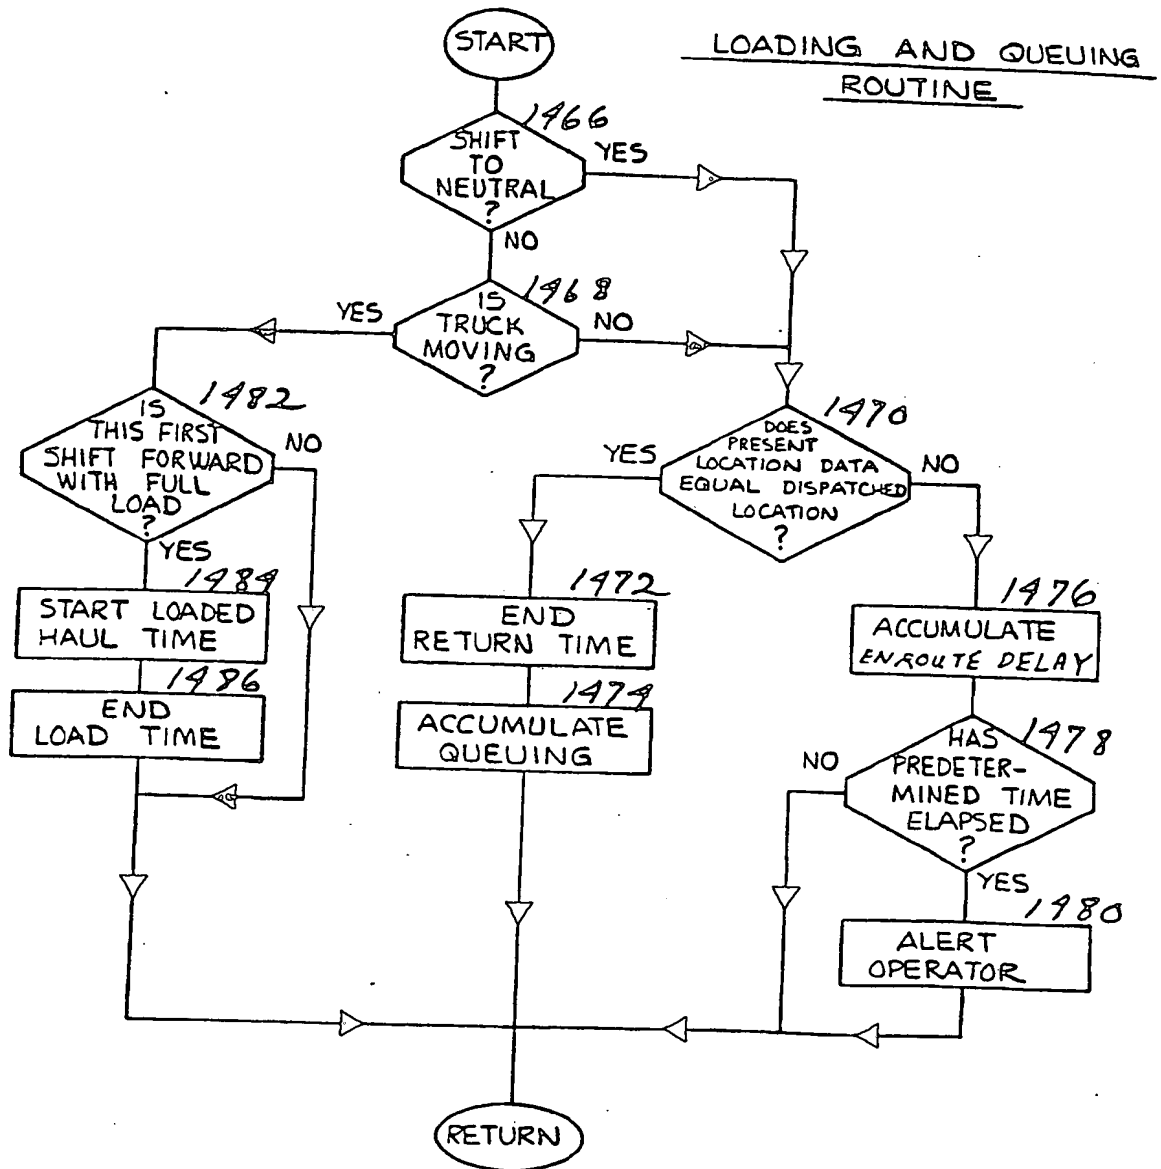 START
LOADING AND QUEUING
ROUTINE
1466
SHIFT
TO
NEUTRAL
?
YES
NO
1468
IS
TRUCK
MOVING
?
YES
NO
1482
IS
THIS FIRST
SHIFT FORWARD
WITH FULL
LOAD
?
NO
YES
1470
DOES
PRESENT
LOCATION DATA
EQUAL DISPATCHED
LOCATION
?
YES
NO
1484
START LOADED
HAUL TIME
1486
END
LOAD TIME
1472
END
RETURN TIME
1474
ACCUMULATE
QUEUING
1476
ACCUMULATE
ENROUTE DELAY
1478
HAS
PREDETER-
MINED TIME
ELAPSED
?
NO
YES
1480
ALERT
OPERATOR
RETURN